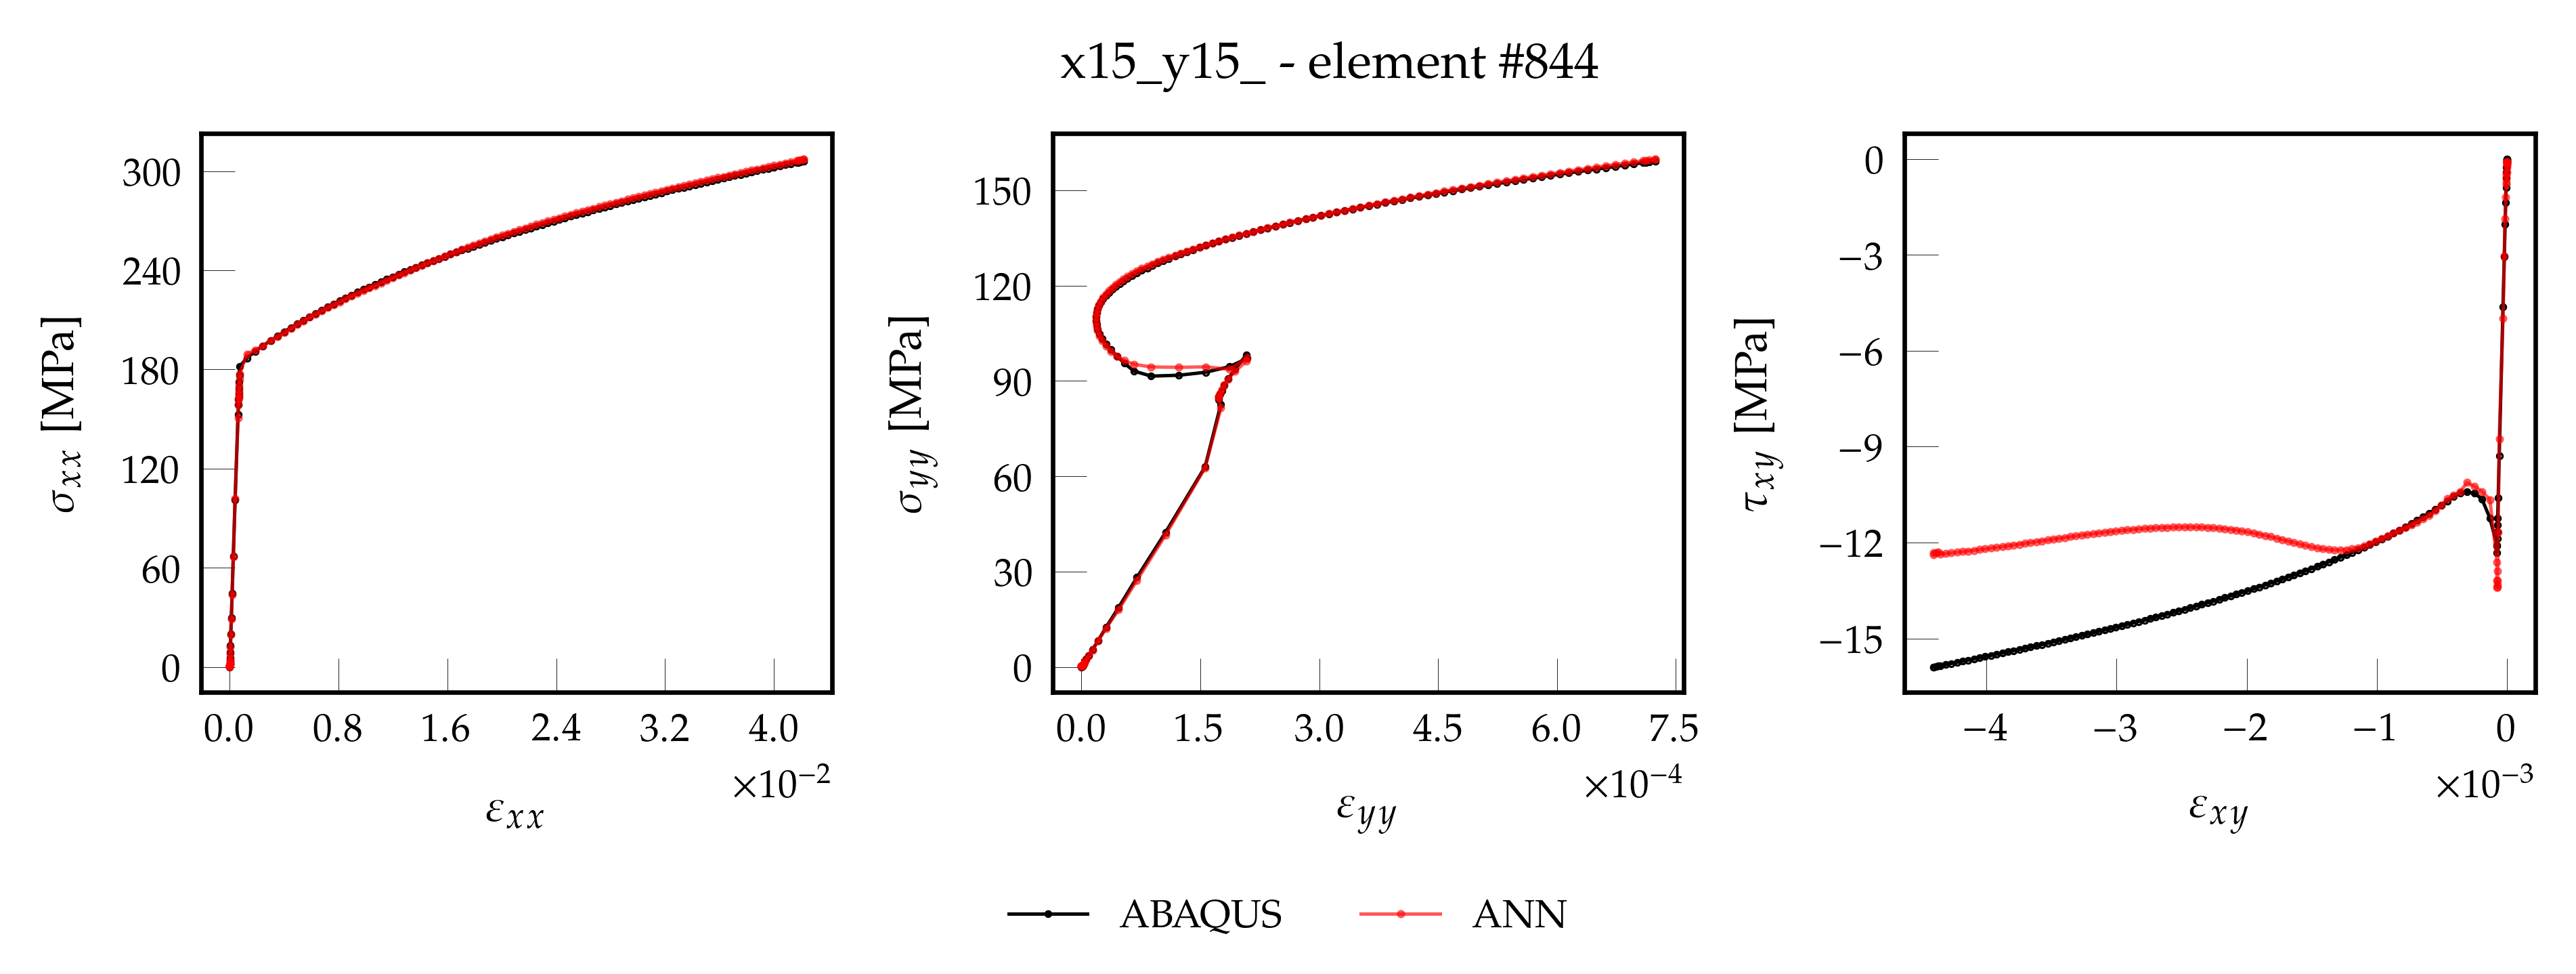 x15_y15_ - element #844
σxx [MPa]
300
240
180
120
60
0
0.0 0.8 1.6 2.4 3.2 4.0
×10−2
εxx
σyy [MPa]
150
120
90
60
30
0
0.0 1.5 3.0 4.5 6.0 7.5
×10−4
εyy
τxy [MPa]
0
−3
−6
−9
−12
−15
−4 −3 −2 −1 0
×10−3
εxy
ABAQUS ANN